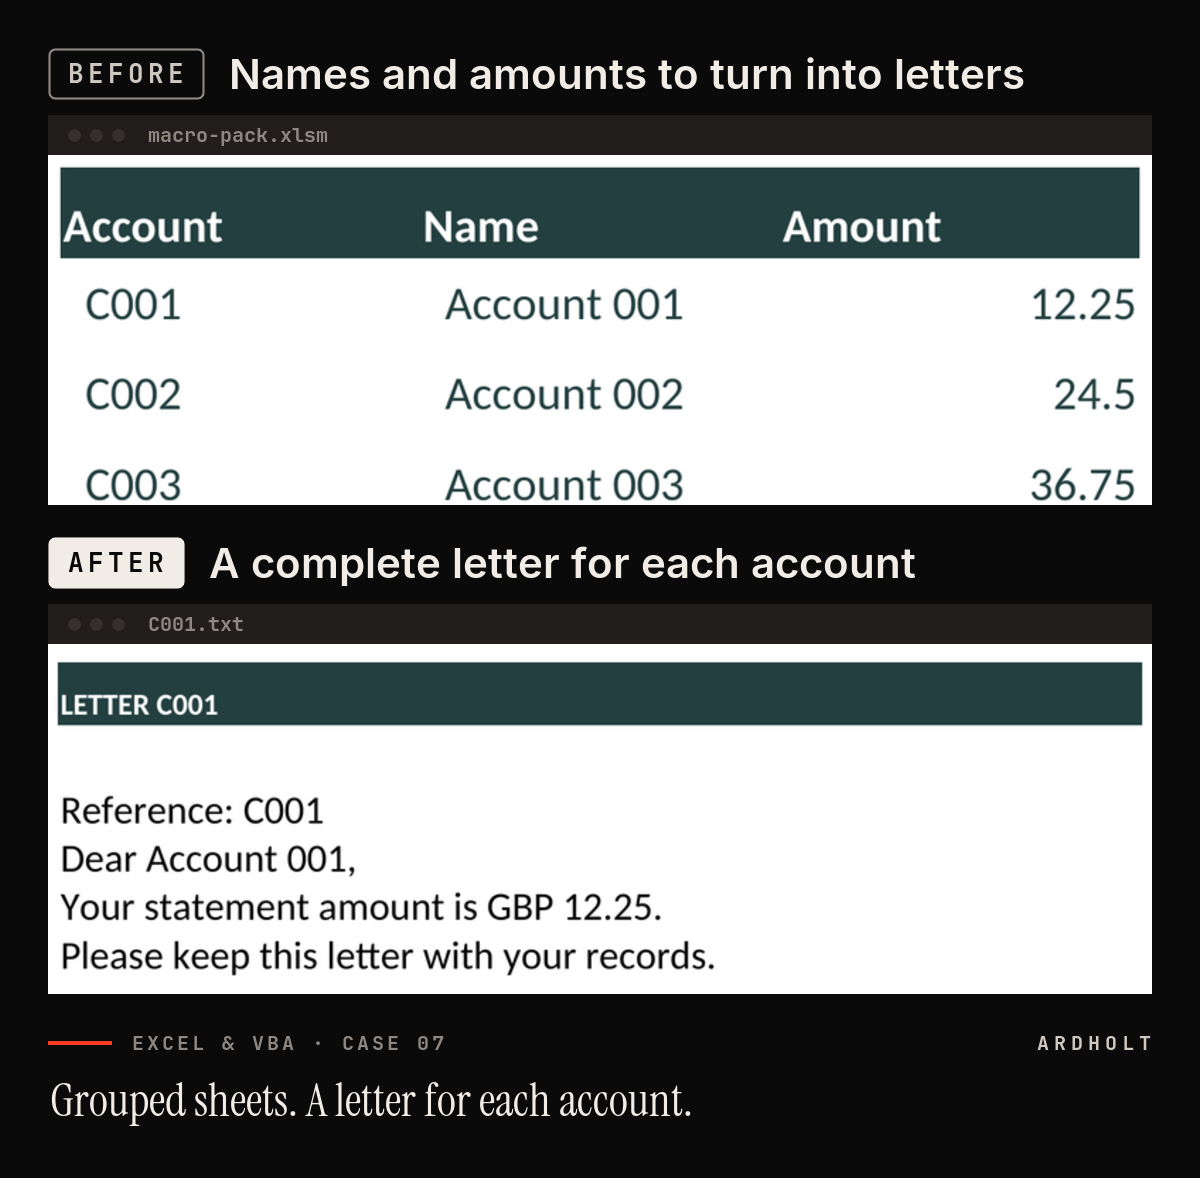 BEFORE Names and amounts to turn into letters
macro-pack.xlsm
Account Name Amount
C001 Account 001 12.25
C002 Account 002 24.5
C003 Account 003 36.75
AFTER A complete letter for each account
C001.txt
LETTER C001
Reference: C001
Dear Account 001,
Your statement amount is GBP 12.25.
Please keep this letter with your records.
EXCEL & VBA · CASE 07 ARDHOLT
Grouped sheets. A letter for each account.